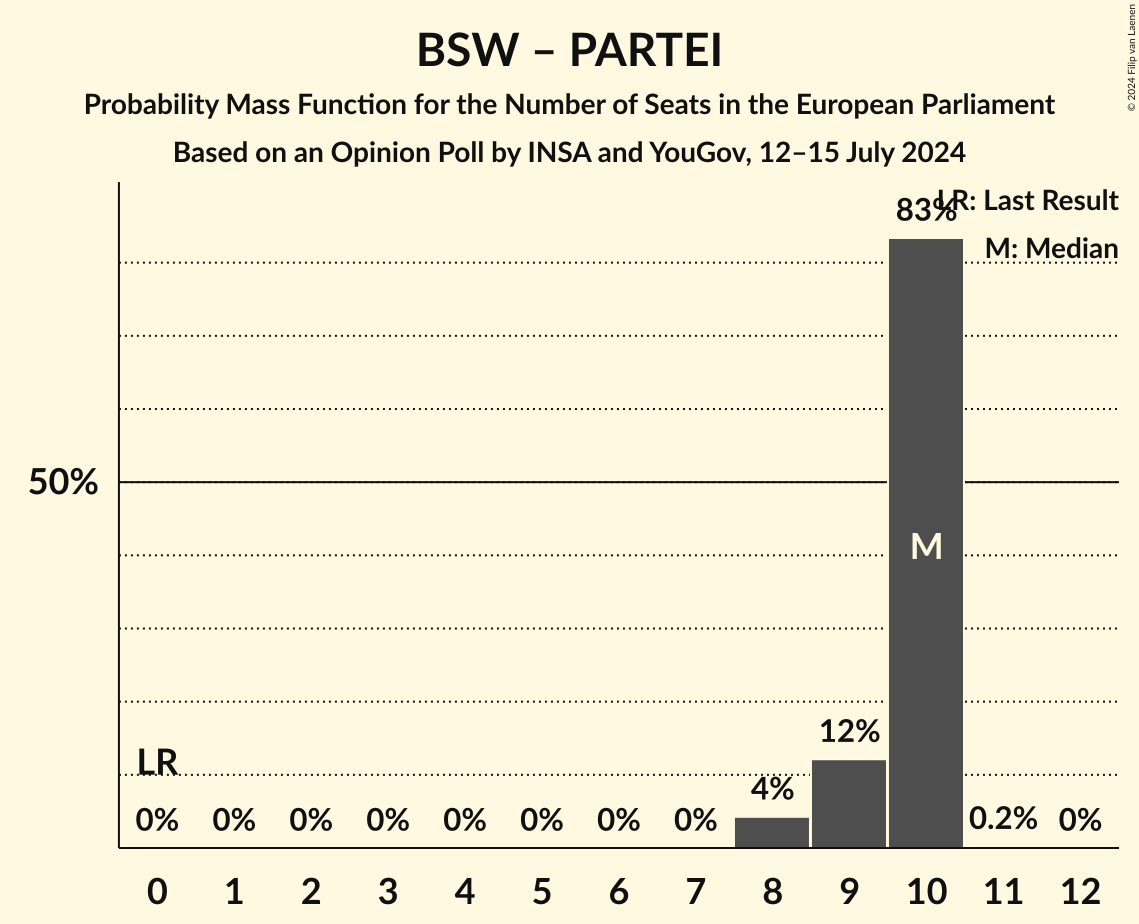 BSW – PARTEI
Probability Mass Function for the Number of Seats in the European Parliament
Based on an Opinion Poll by INSA and YouGov, 12–15 July 2024
© 2024 Filip van Laenen
LR: Last Result
M: Median
83%
50%
M
12%
LR
4%
0% 0% 0% 0% 0% 0% 0% 0% 0.2% 0%
0 1 2 3 4 5 6 7 8 9 10 11 12